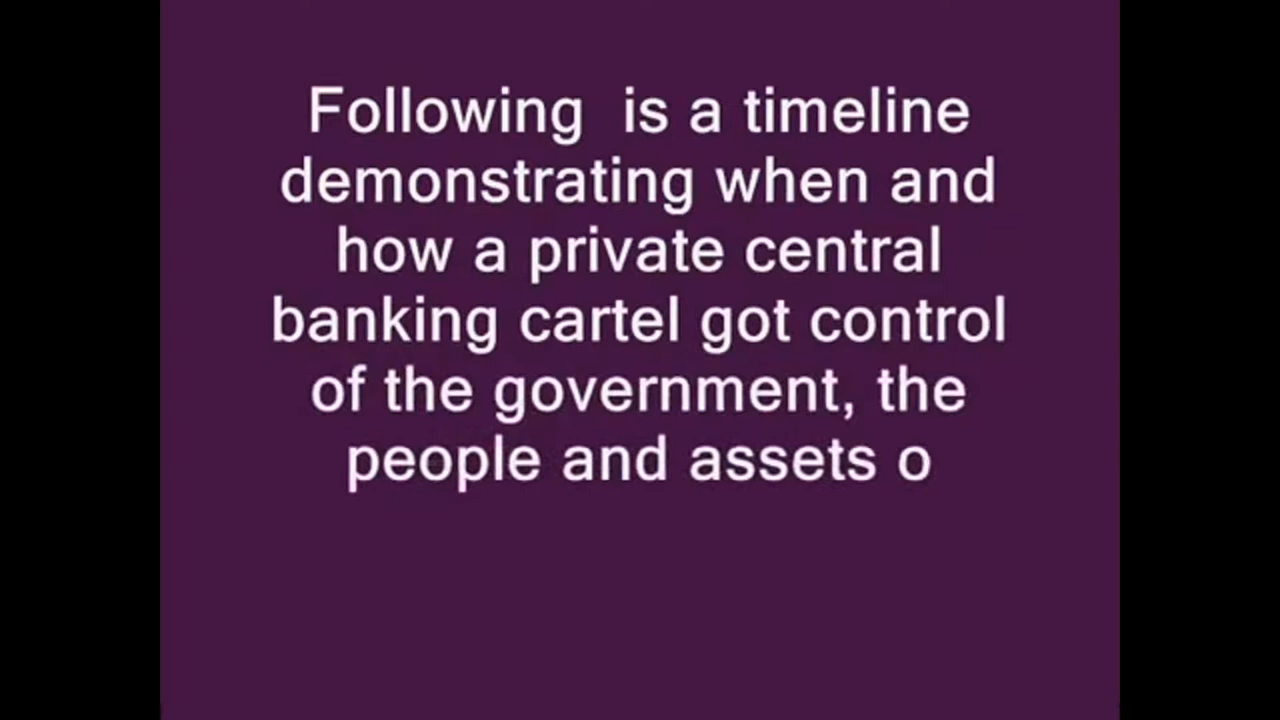 Following  is a timeline
demonstrating when and
how a private central
banking cartel got control
of the government, the
people and assets o